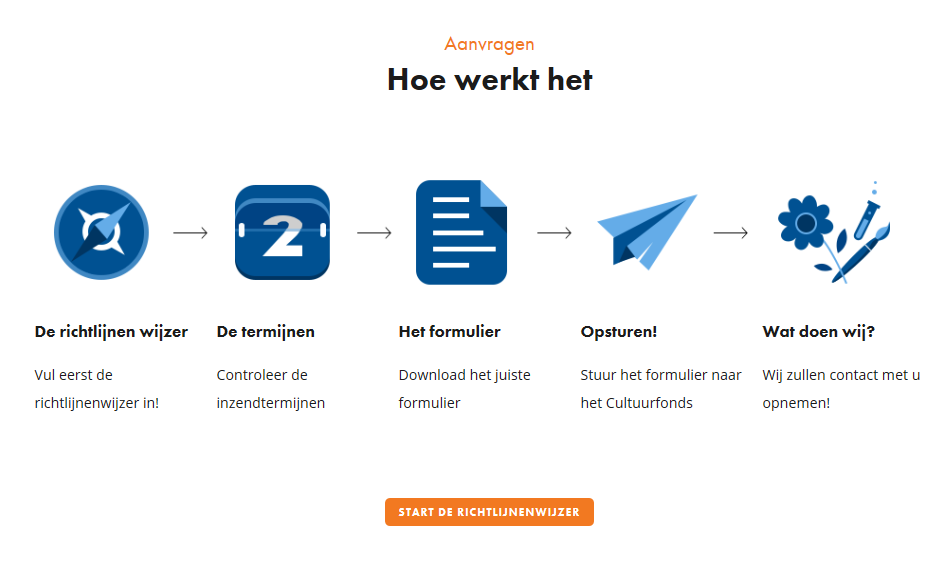 Aanvragen
Hoe werkt het
2
De richtlijnen wijzer
Vul eerst de
richtlijnenwijzer in!
De termijnen
Controleer de
inzendtermijnen
Het formulier
Download het juiste
formulier
Opsturen!
Stuur het formulier naar
het Cultuurfonds
Wat doen wij?
Wij zullen contact met u
opnemen!
START DE RICHTLIJNENWIJZER